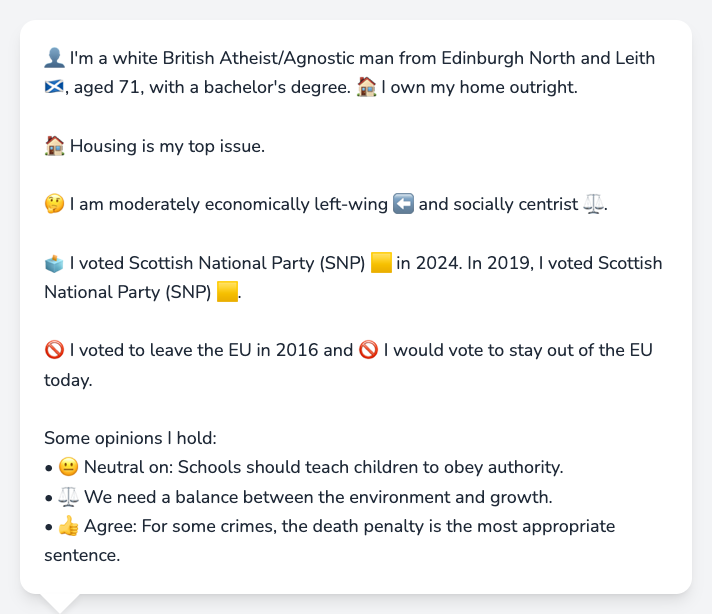 👤 I'm a white British Atheist/Agnostic man from Edinburgh North and Leith
🏴󠁧󠁢󠁳󠁣󠁴󠁿, aged 71, with a bachelor's degree. 🏠 I own my home outright.
🏠 Housing is my top issue.
🤔 I am moderately economically left-wing ⬅️ and socially centrist ⚖️.
🗳️ I voted Scottish National Party (SNP) 🟨 in 2024. In 2019, I voted Scottish
National Party (SNP) 🟨.
🚫 I voted to leave the EU in 2016 and 🚫 I would vote to stay out of the EU
today.
Some opinions I hold:
• 😐 Neutral on: Schools should teach children to obey authority.
• ⚖️ We need a balance between the environment and growth.
• 👍 Agree: For some crimes, the death penalty is the most appropriate
sentence.